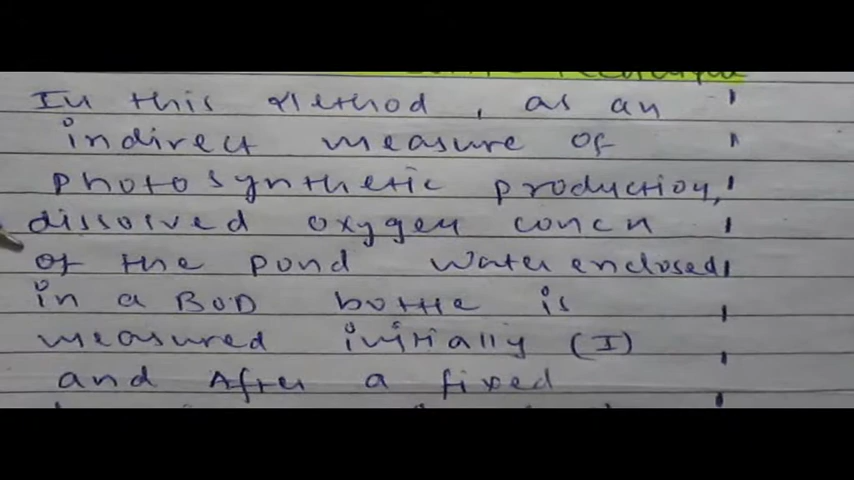 In this Method, as an
indirect measure of
photosynthetic production,
dissolved oxygen concn
of the pond water enclosed
in a BOD bottle is
measured initially (I)
and After a fixed